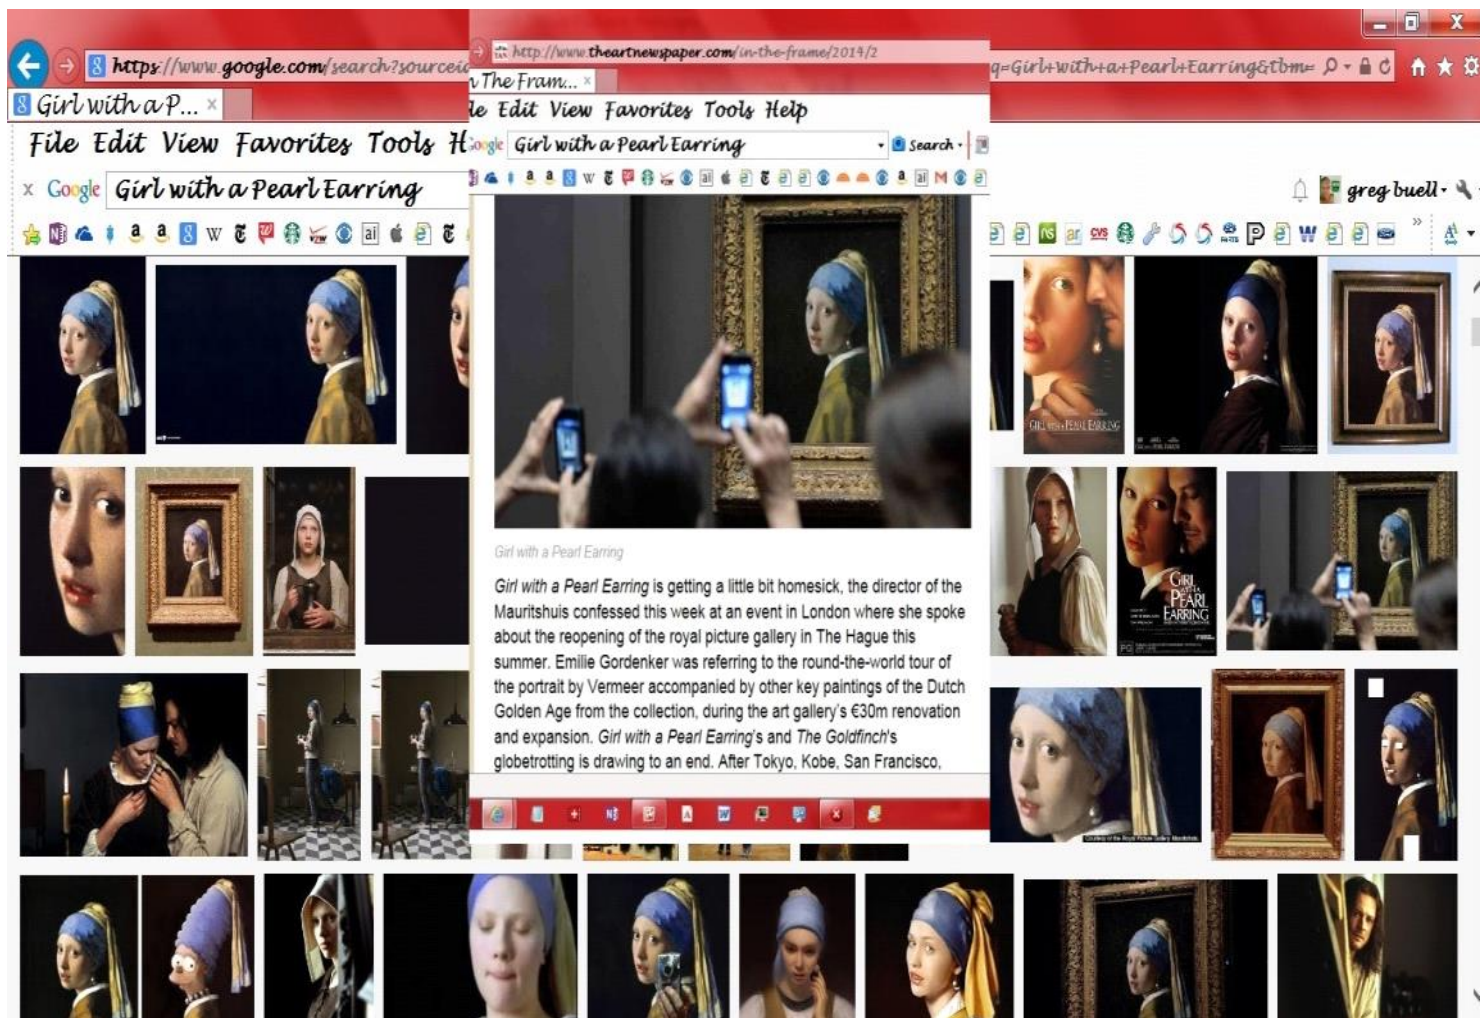 https://www.google.com/search?sourceid
q=Girl+with+a+Pearl+Earring&tbm=
Girl with a P...
File Edit View Favorites Tools H
x Google Girl with a Pearl Earring
greg buell
http://www.theartnewspaper.com/in-the-frame/2014/2
n The Fram...
le Edit View Favorites Tools Help
oogle Girl with a Pearl Earring Search
Girl with a Pearl Earring
Girl with a Pearl Earring is getting a little bit homesick, the director of the
Mauritshuis confessed this week at an event in London where she spoke
about the reopening of the royal picture gallery in The Hague this
summer. Emilie Gordenker was referring to the round-the-world tour of
the portrait by Vermeer accompanied by other key paintings of the Dutch
Golden Age from the collection, during the art gallery's €30m renovation
and expansion. Girl with a Pearl Earring's and The Goldfinch's
globetrotting is drawing to an end. After Tokyo, Kobe, San Francisco,
GIRL WITH A PEARL EARRING
GIRL
WITH A
PEARL
EARRING
PG